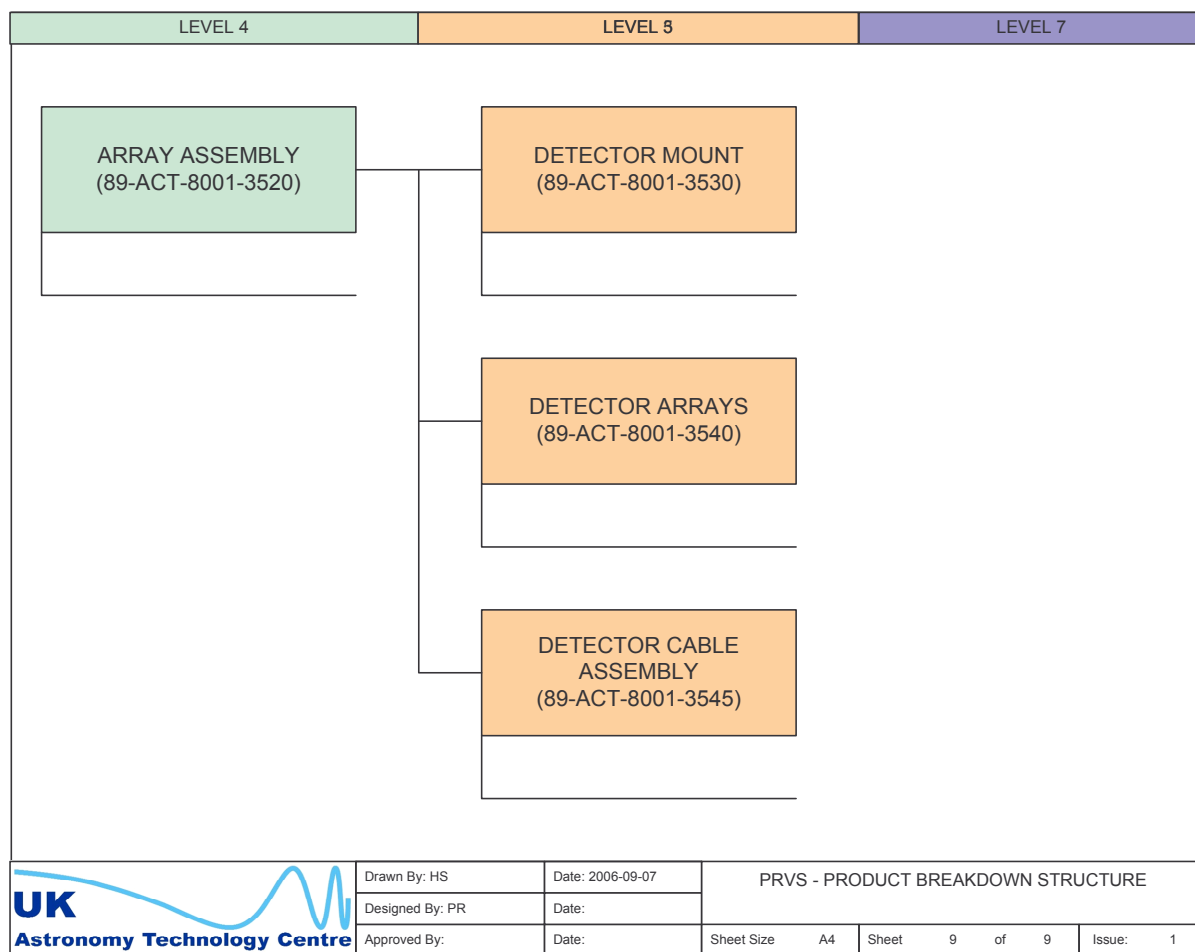 LEVEL 4
LEVEL
LEVEL 7
ARRAY ASSEMBLY
(89-ACT-8001-3520)
DETECTOR MOUNT
(89-ACT-8001-3530)
DETECTOR ARRAYS
(89-ACT-8001-3540)
DETECTOR CABLE
ASSEMBLY
(89-ACT-8001-3545)
UK
Astronomy Technology Centre
Drawn By: HS
Date: 2006-09-07
PRVS - PRODUCT BREAKDOWN STRUCTURE
Designed By: PR
Date:
Approved By:
Date:
Sheet Size A4
Sheet 9 of 9
Issue: 1